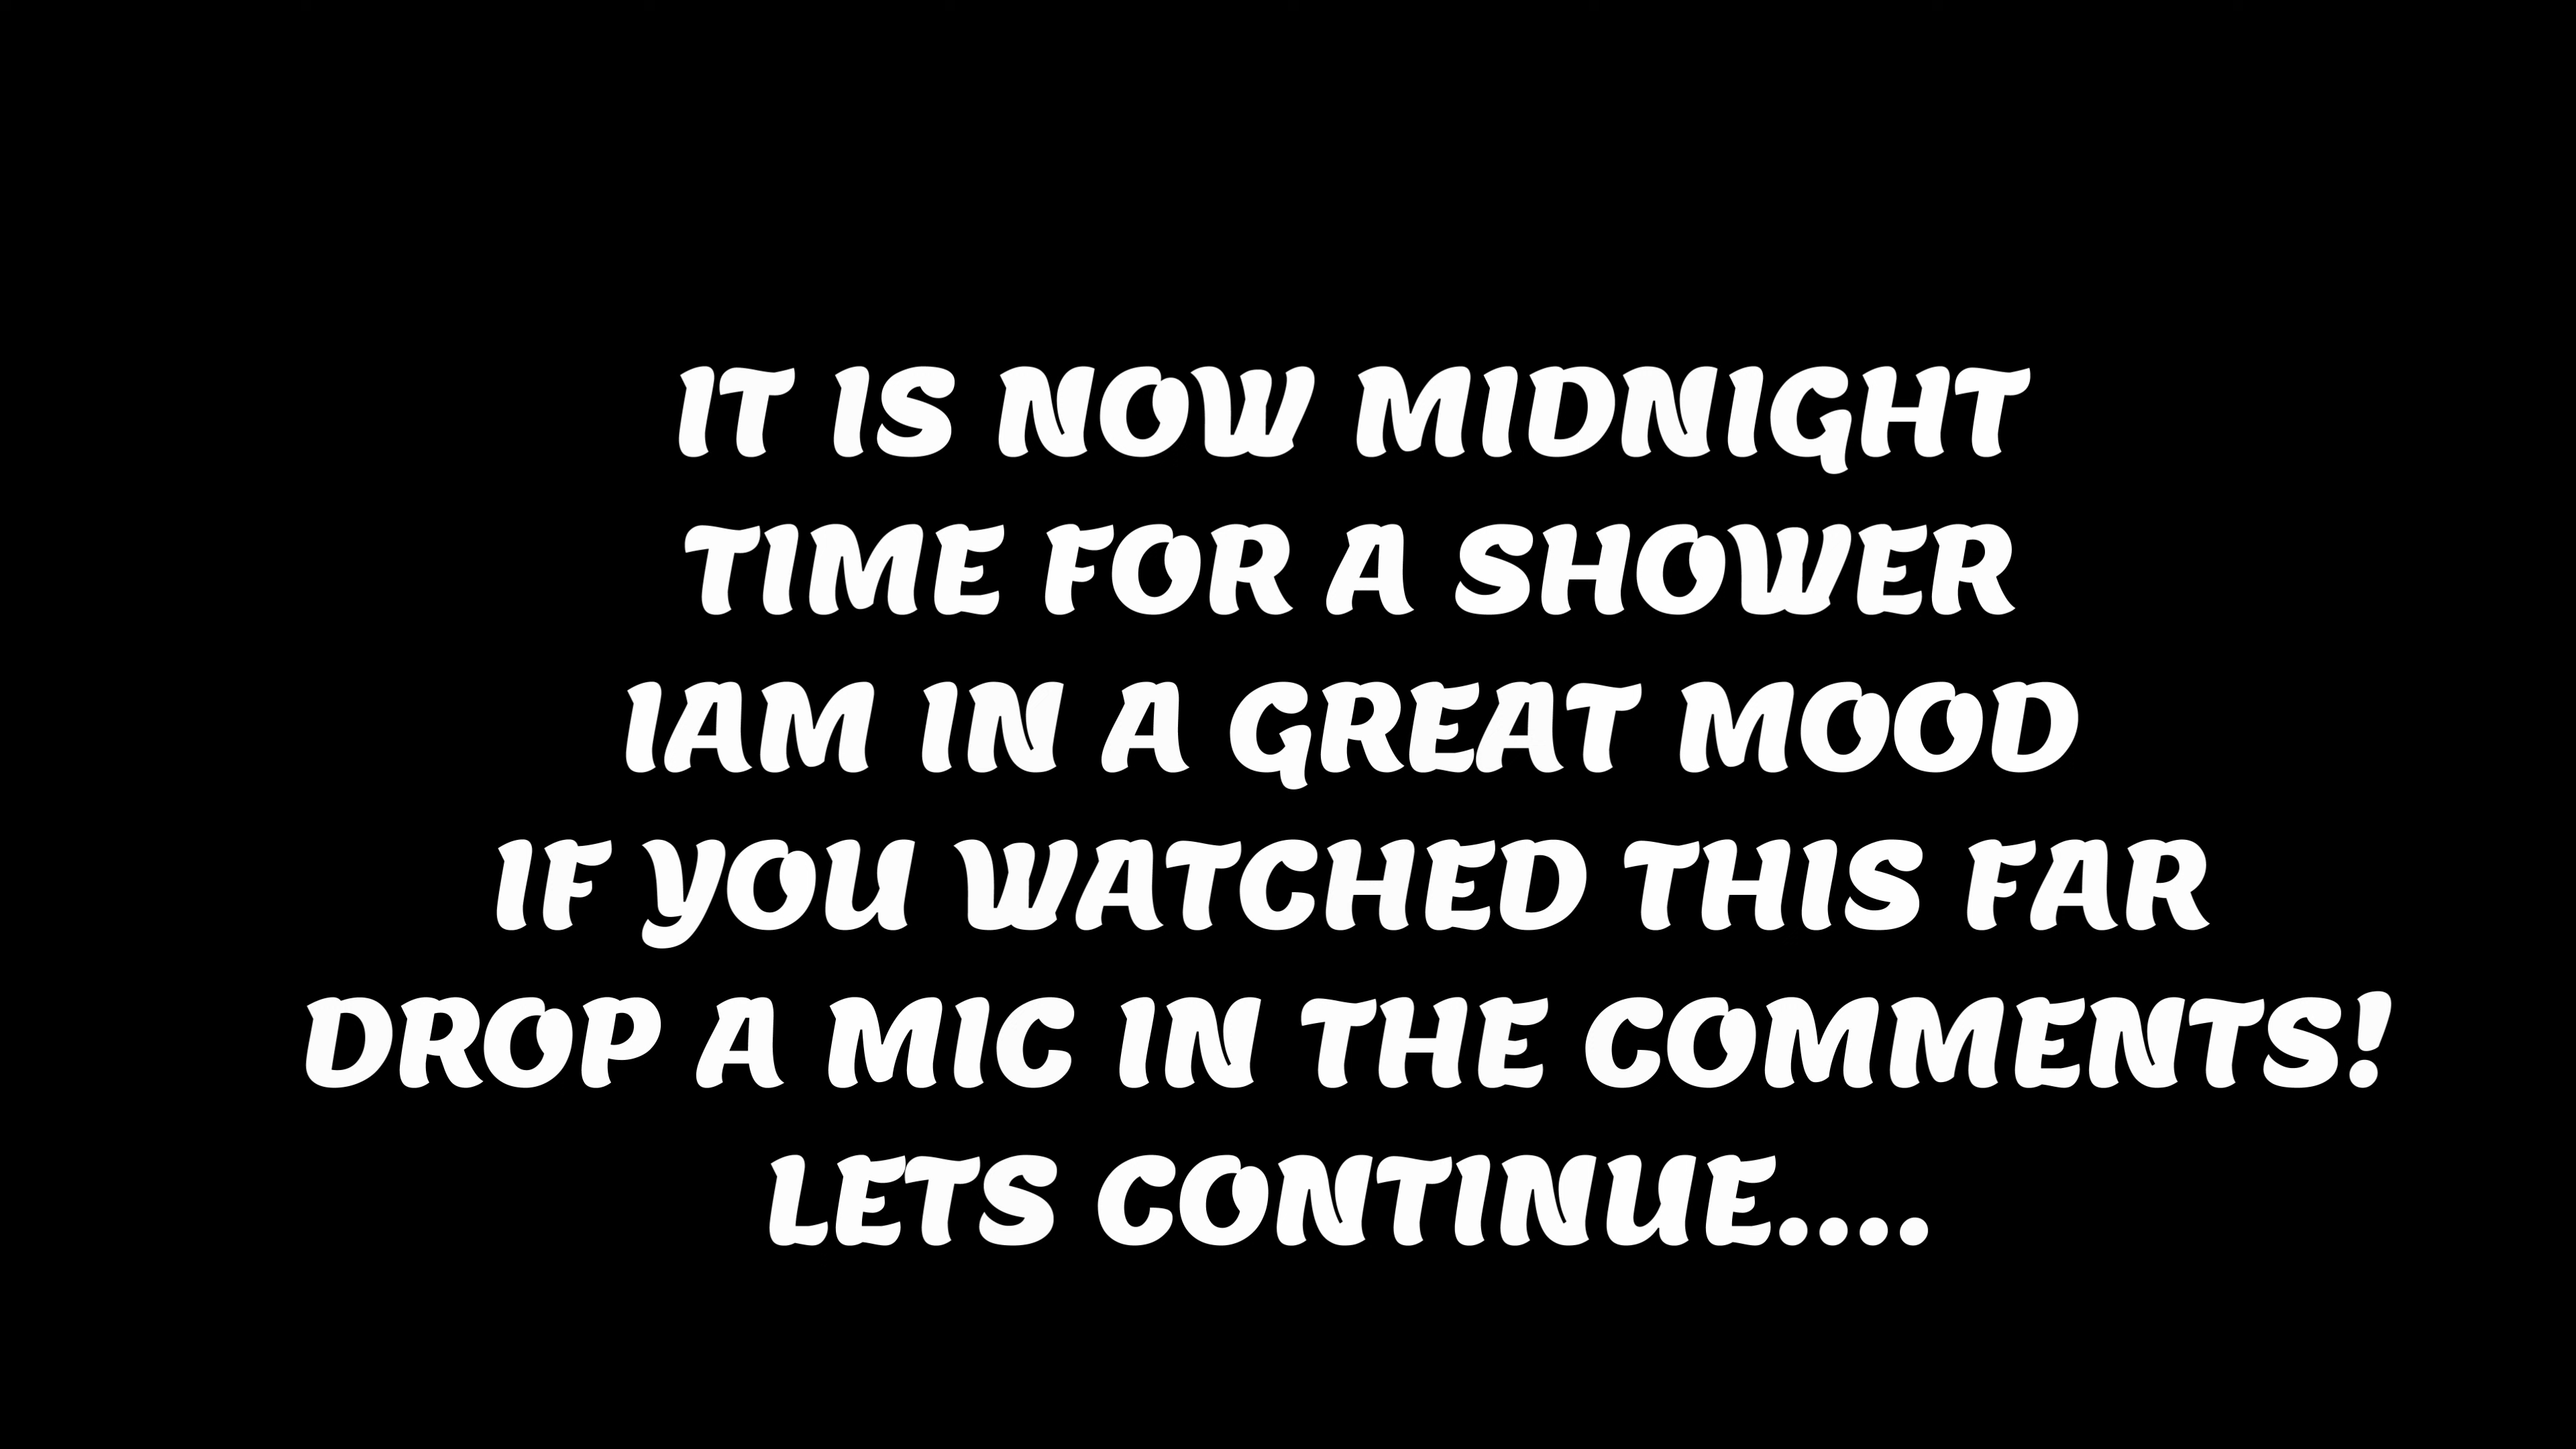 IT IS NOW MIDNIGHT
TIME FOR A SHOWER
IAM IN A GREAT MOOD
IF YOU WATCHED THIS FAR
DROP A MIC IN THE COMMENTS!
LETS CONTINUE....